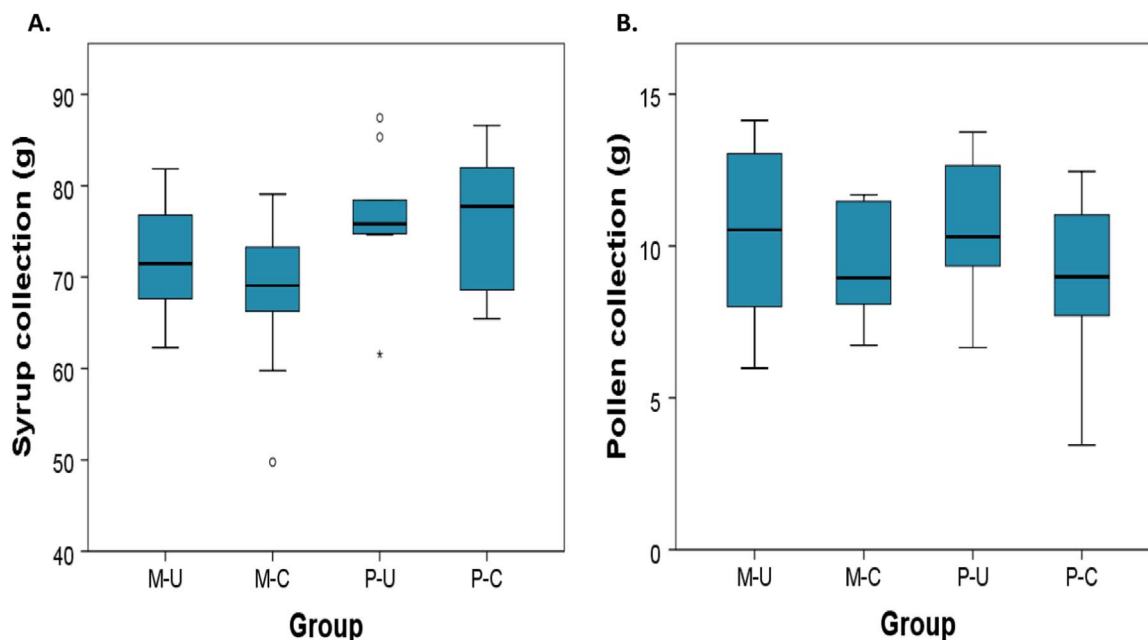 A.
Syrup collection (g)
90
80
70
60
50
40
M-U M-C P-U P-C
Group
B.
Pollen collection (g)
15
10
5
0
M-U M-C P-U P-C
Group